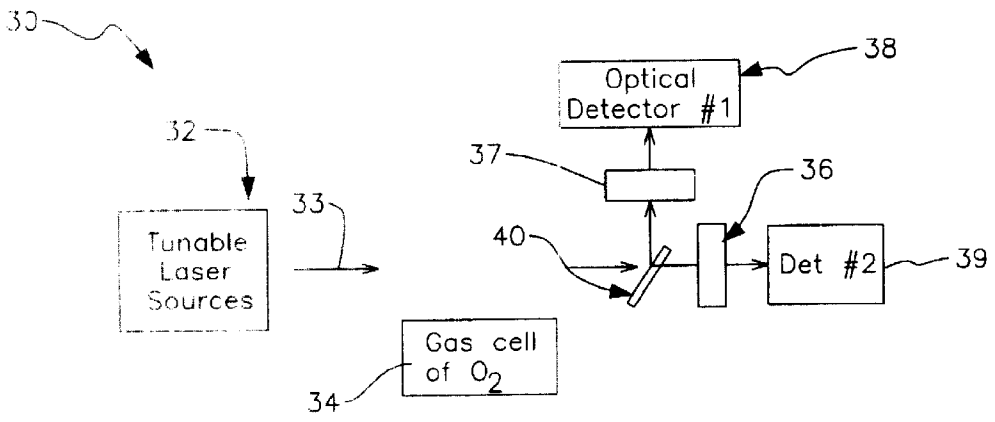 30
38
Optical
Detector #1
32
37
36
33
40
Tunable
Laser
Sources
Det #2
39
Gas cell
of O2
34